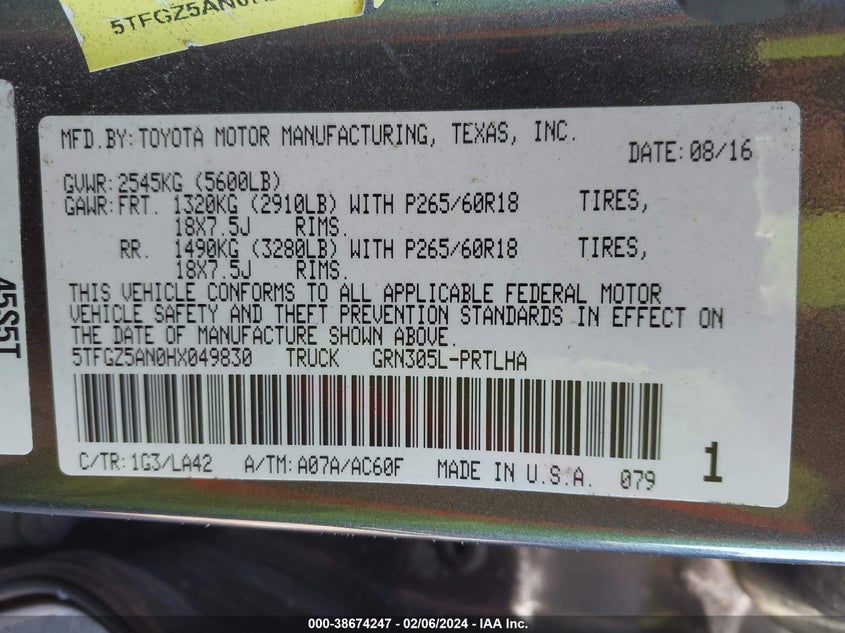 5TFGZ5AN0H
MFD.BY: TOYOTA MOTOR MANUFACTURING, TEXAS, INC.
DATE: 08/16
GVWR: 2545KG (5600LB)
GAWR: FRT. 1320KG (2910LB) WITH P265/60R18 TIRES,
18X7.5J RIMS.
RR. 1490KG (3280LB) WITH P265/60R18 TIRES,
18X7.5J RIMS.
THIS VEHICLE CONFORMS TO ALL APPLICABLE FEDERAL MOTOR
VEHICLE SAFETY AND THEFT PREVENTION STANDARDS IN EFFECT ON
THE DATE OF MANUFACTURE SHOWN ABOVE.
5TFGZ5AN0HX049830 TRUCK GRN305L-PRTLHA
C/TR: 1G3/LA42 A/TM: A07A/AC60F MADE IN U.S.A. 079
1
45S5T
000-38674247 - 02/06/2024 - IAAI.COM